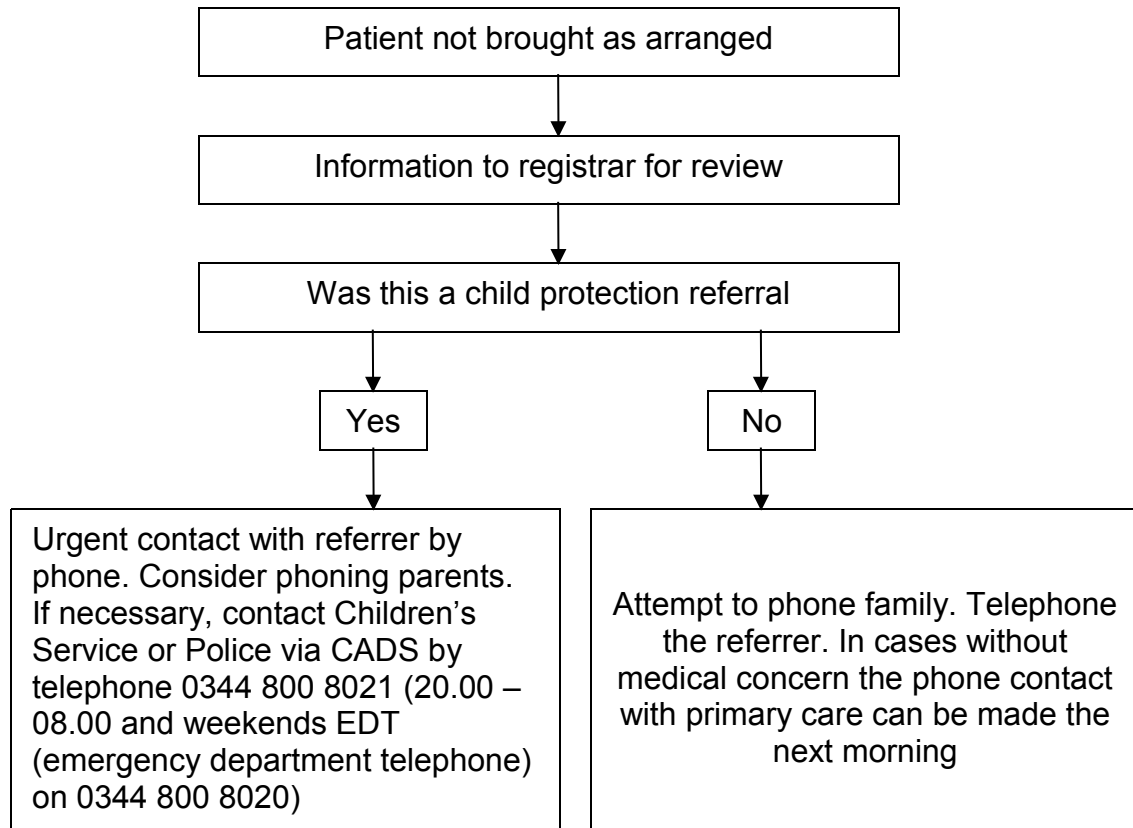 Patient not brought as arranged
Information to registrar for review
Was this a child protection referral
Yes
No
Urgent contact with referrer by
phone. Consider phoning parents.
If necessary, contact Children’s
Service or Police via CADS by
telephone 0344 800 8021 (20.00 –
08.00 and weekends EDT
(emergency department telephone)
on 0344 800 8020)
Attempt to phone family. Telephone
the referrer. In cases without
medical concern the phone contact
with primary care can be made the
next morning